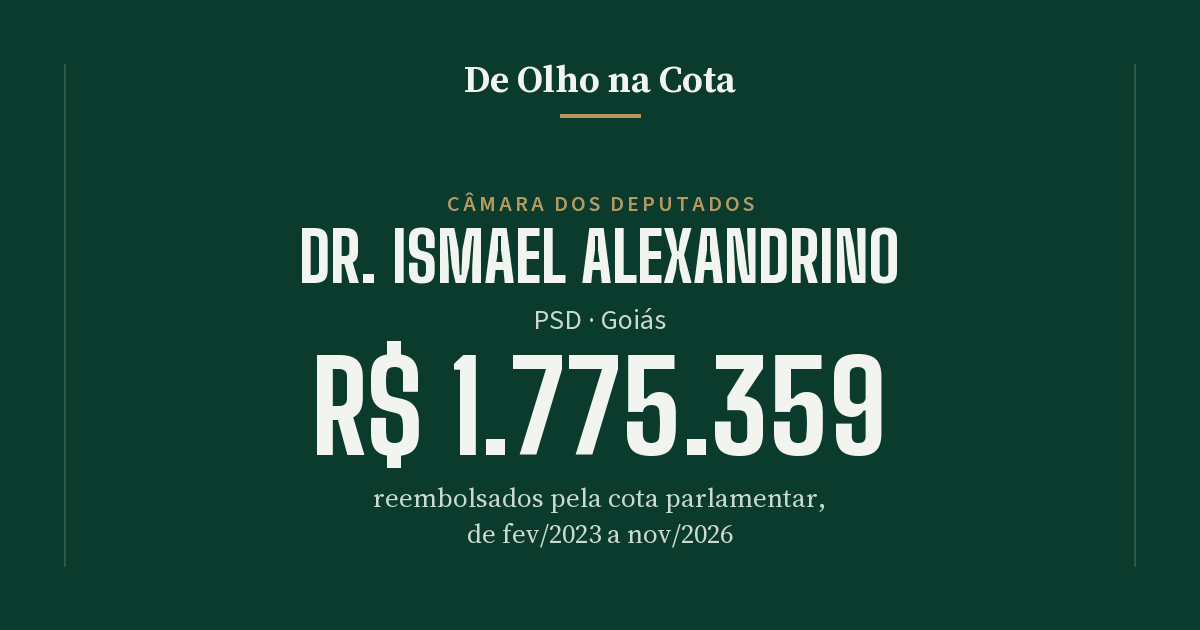 De Olho na Cota
CÂMARA DOS DEPUTADOS
DR. ISMAEL ALEXANDRINO
PSD · Goiás
R$ 1.775.359
reembolsados pela cota parlamentar,
de fev/2023 a nov/2026